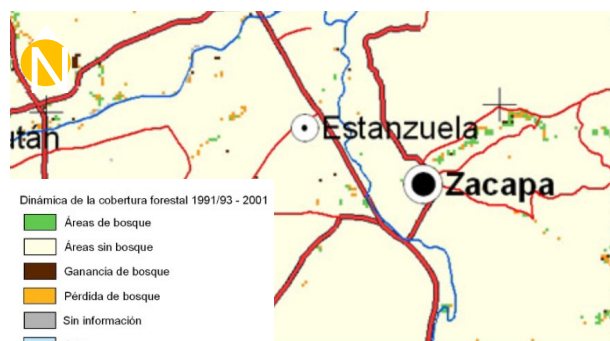 N
után
Estanzuela
Zacapa
Dinámica de la cobertura forestal 1991/93 - 2001
Áreas de bosque
Áreas sin bosque
Ganancia de bosque
Pérdida de bosque
Sin información